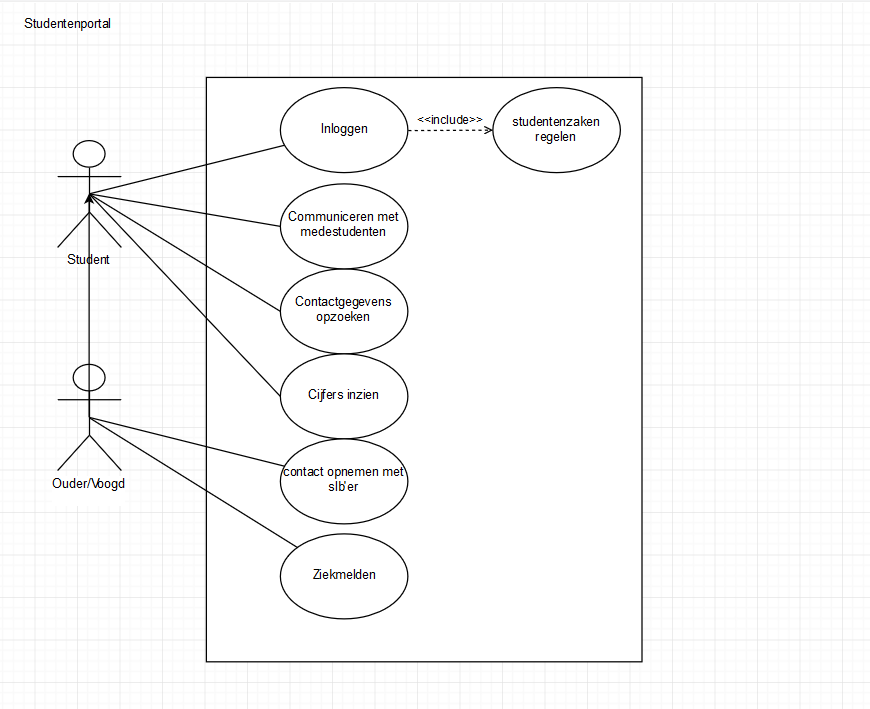 Studentenportal
Inloggen
<<include>>
studentenzaken
regelen
Communiceren met
medestudenten
Student
Contactgegevens
opzoeken
Cijfers inzien
contact opnemen met
slb'er
Ouder/Voogd
Ziekmelden